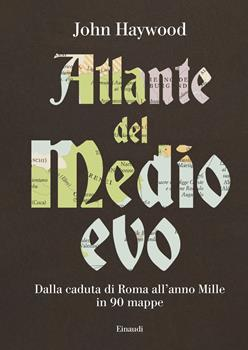 John Haywood
Atlante
del
Medio
evo
Dalla caduta di Roma all'anno Mille
in 90 mappe
Einaudi